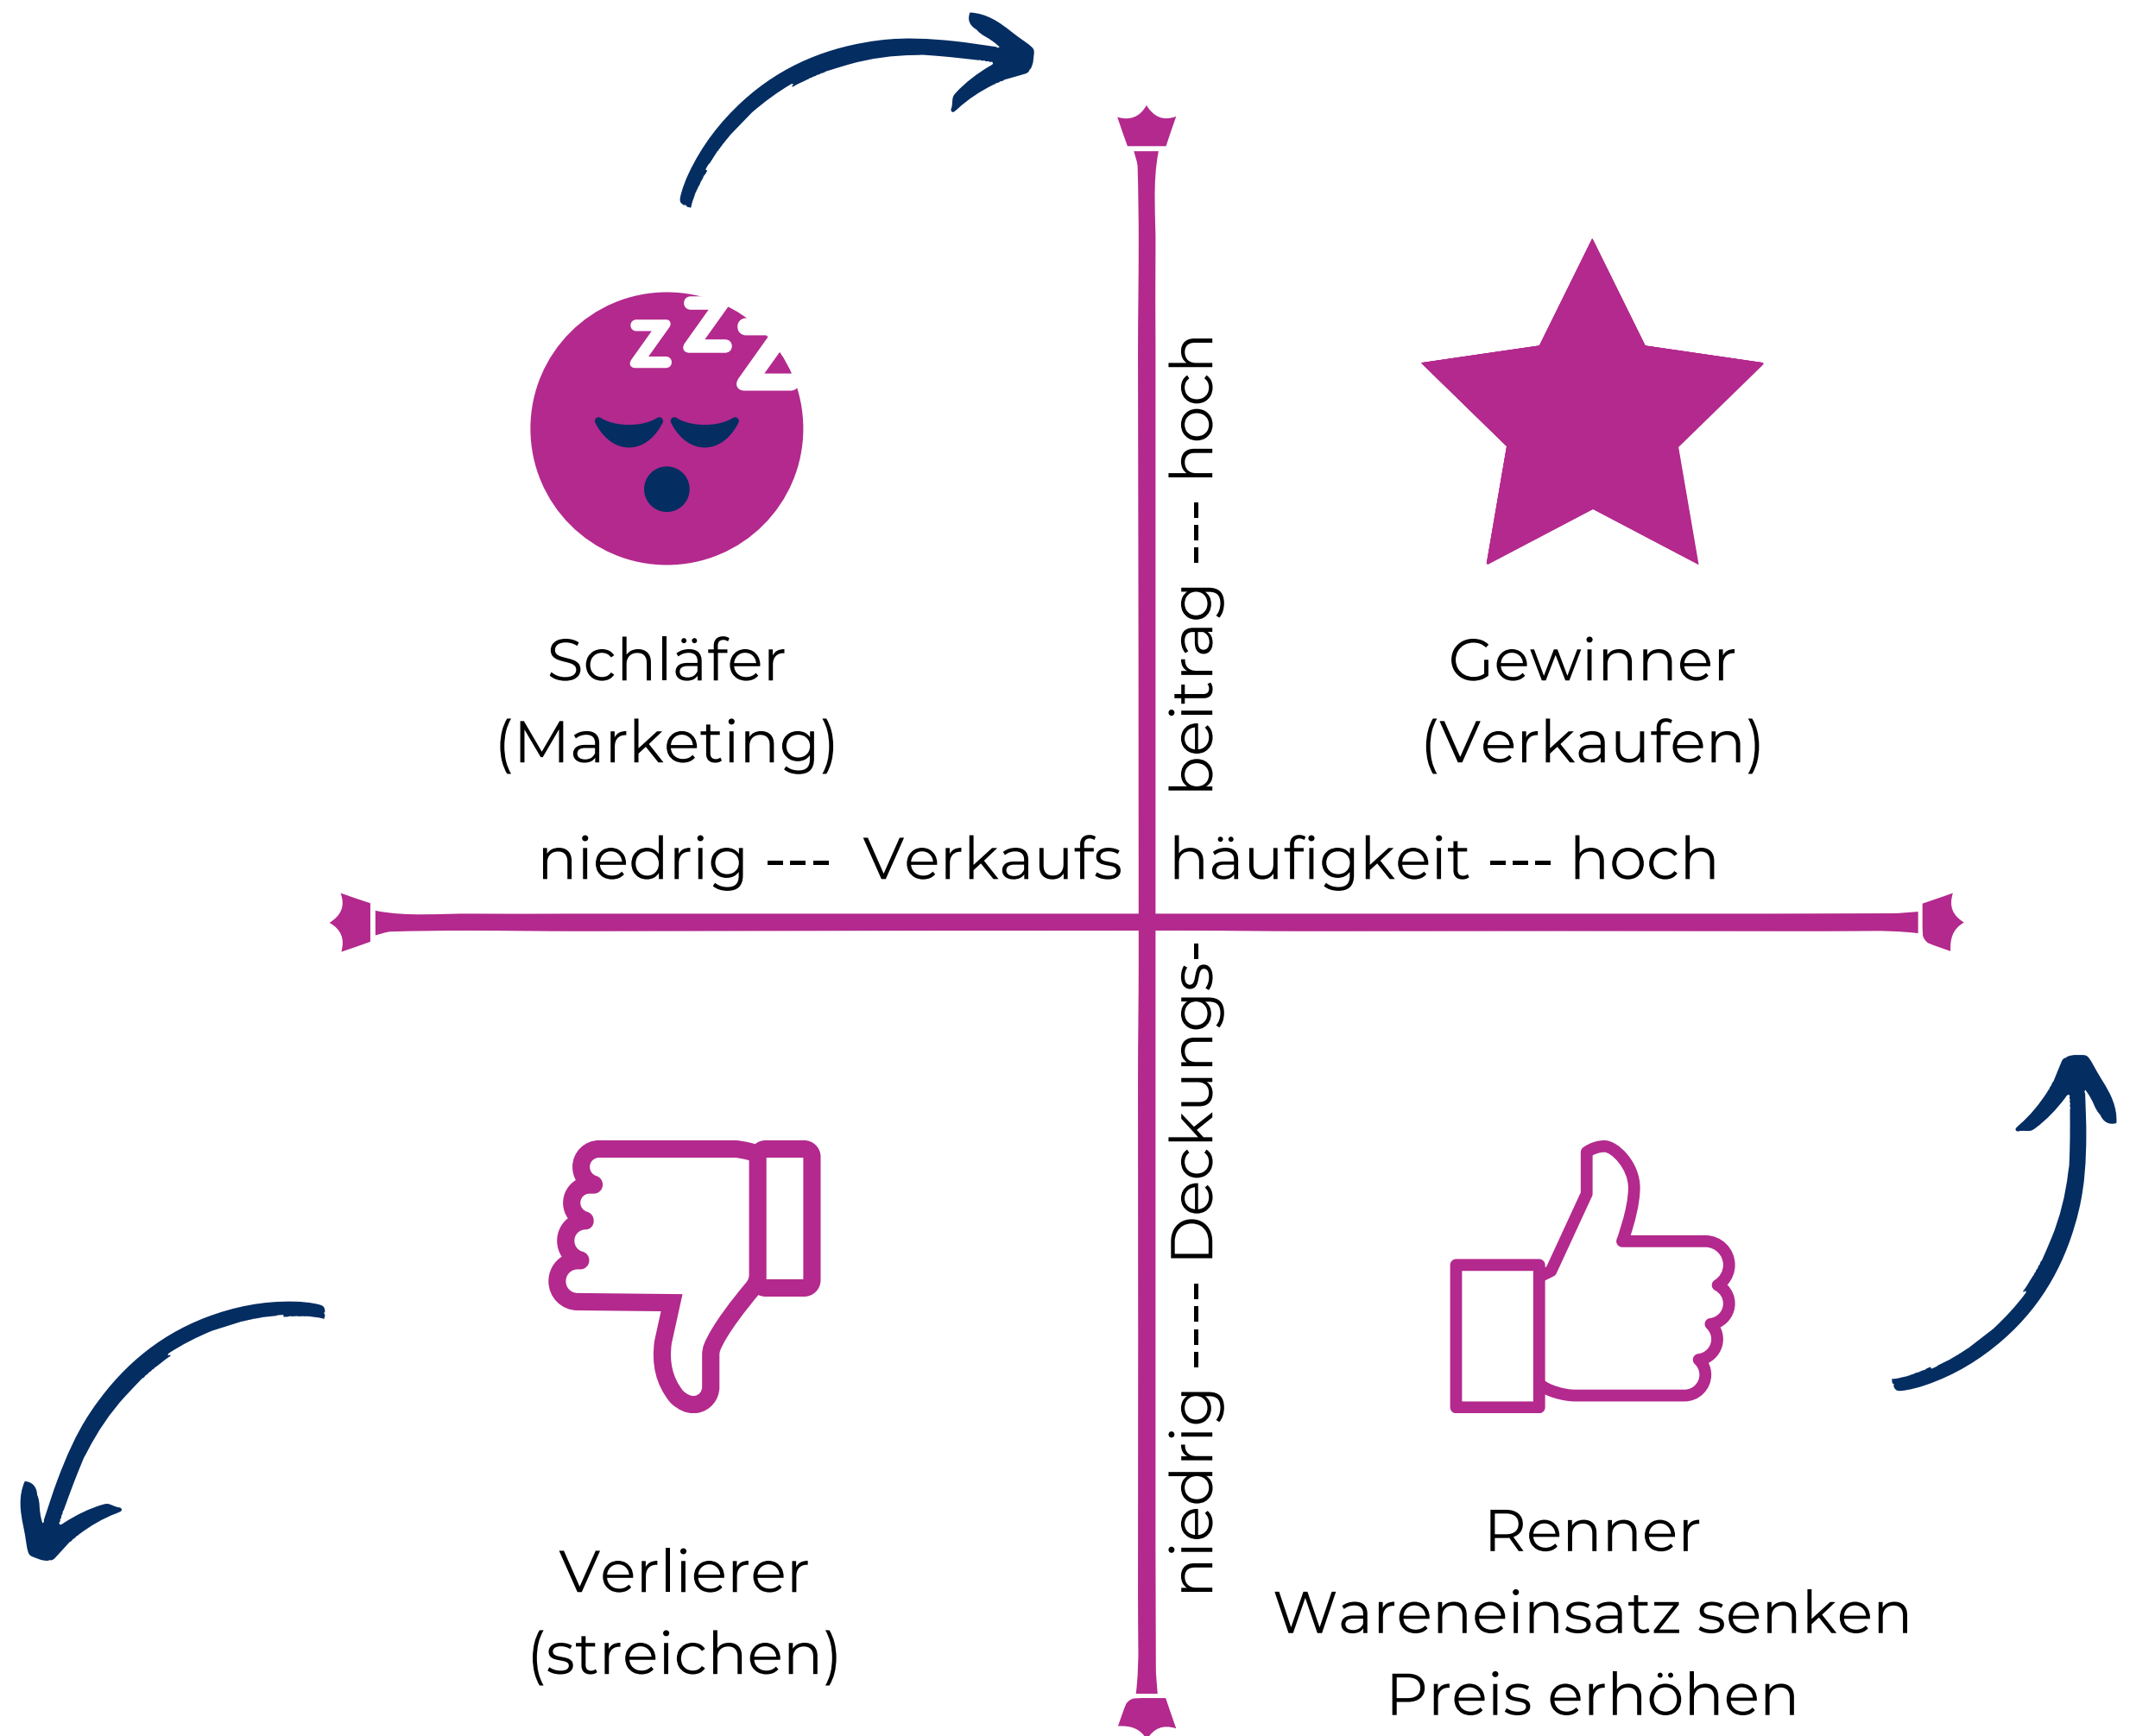 Schläfer
(Marketing)
Gewinner
(Verkaufen)
niedrig --- Verkaufs häufigkeit --- hoch
niedrig ---- Deckungs- beitrag --- hoch
Verlierer
(streichen)
Renner
Wareneinsatz senken
Preis erhöhen